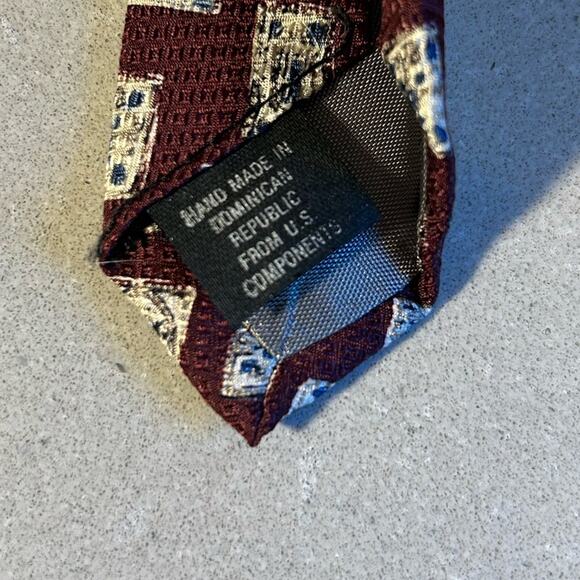 HAND MADE IN
DOMINICAN
REPUBLIC
FROM U.S.
COMPONENTS